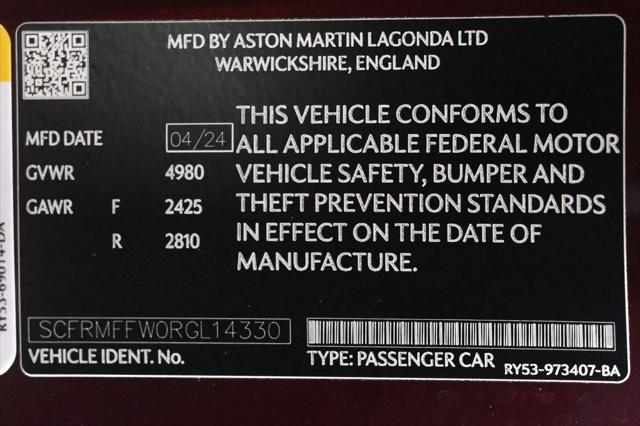 MFD BY ASTON MARTIN LAGONDA LTD
WARWICKSHIRE, ENGLAND
MFD DATE 04/24
GVWR 4980
GAWR F 2425
R 2810
THIS VEHICLE CONFORMS TO
ALL APPLICABLE FEDERAL MOTOR
VEHICLE SAFETY, BUMPER AND
THEFT PREVENTION STANDARDS
IN EFFECT ON THE DATE OF
MANUFACTURE.
SCFRMFFW0RGL14330
VEHICLE IDENT. No.
TYPE: PASSENGER CAR
RY53-973407-BA